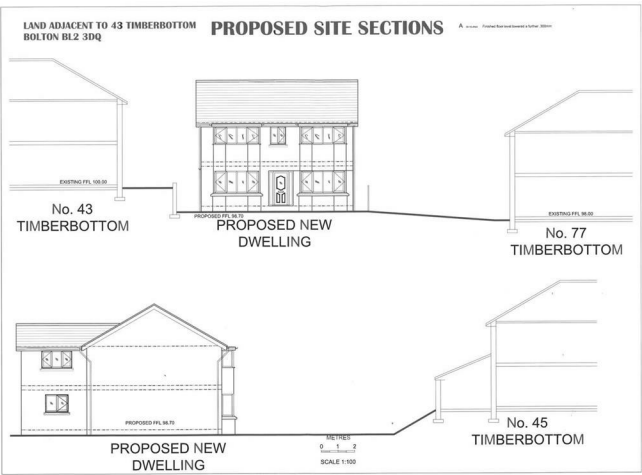 LAND ADJACENT TO 43 TIMBERBOTTOM
BOLTON BL2 3DQ
PROPOSED SITE SECTIONS
A
Finished floor level lowered a further 300mm
EXISTING FFL 100.00
No. 43
TIMBERBOTTOM
PROPOSED FFL 98.70
PROPOSED NEW
DWELLING
EXISTING FFL 98.00
No. 77
TIMBERBOTTOM
PROPOSED FFL 98.70
PROPOSED NEW
DWELLING
METRES
0 1 2
SCALE 1:100
No. 45
TIMBERBOTTOM